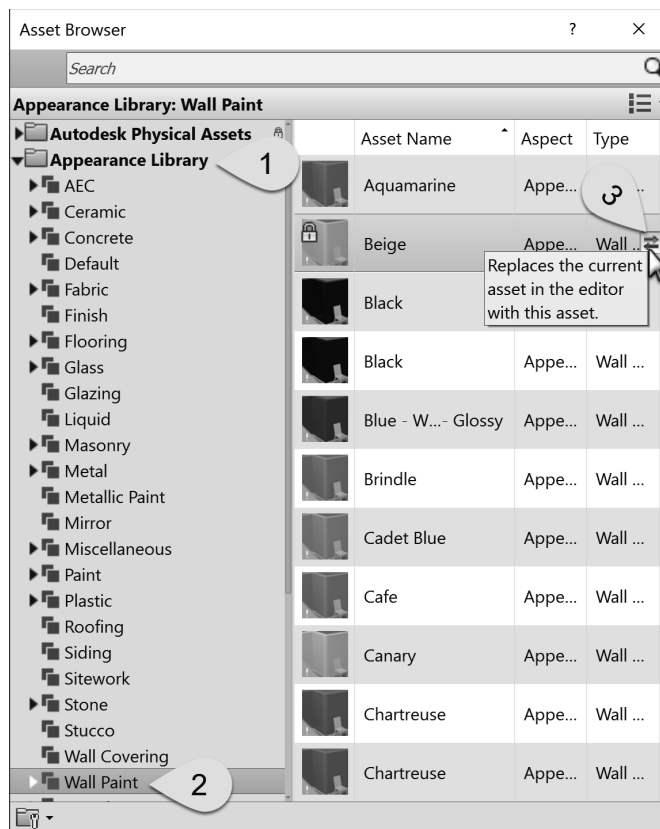 Asset Browser
?
Search
Appearance Library: Wall Paint
Autodesk Physical Assets
Appearance Library
AEC
Ceramic
Concrete
Default
Fabric
Finish
Flooring
Glass
Glazing
Liquid
Masonry
Metal
Metallic Paint
Mirror
Miscellaneous
Paint
Plastic
Roofing
Siding
Sitework
Stone
Stucco
Wall Covering
Wall Paint
1
2
Asset Name Aspect Type
Aquamarine Appe...
3
Beige Appe... Wall ...
Replaces the current
asset in the editor
with this asset.
Black
Black Appe... Wall ...
Blue - W...- Glossy Appe... Wall ...
Brindle Appe... Wall ...
Cadet Blue Appe... Wall ...
Cafe Appe... Wall ...
Canary Appe... Wall ...
Chartreuse Appe... Wall ...
Chartreuse Appe... Wall ...